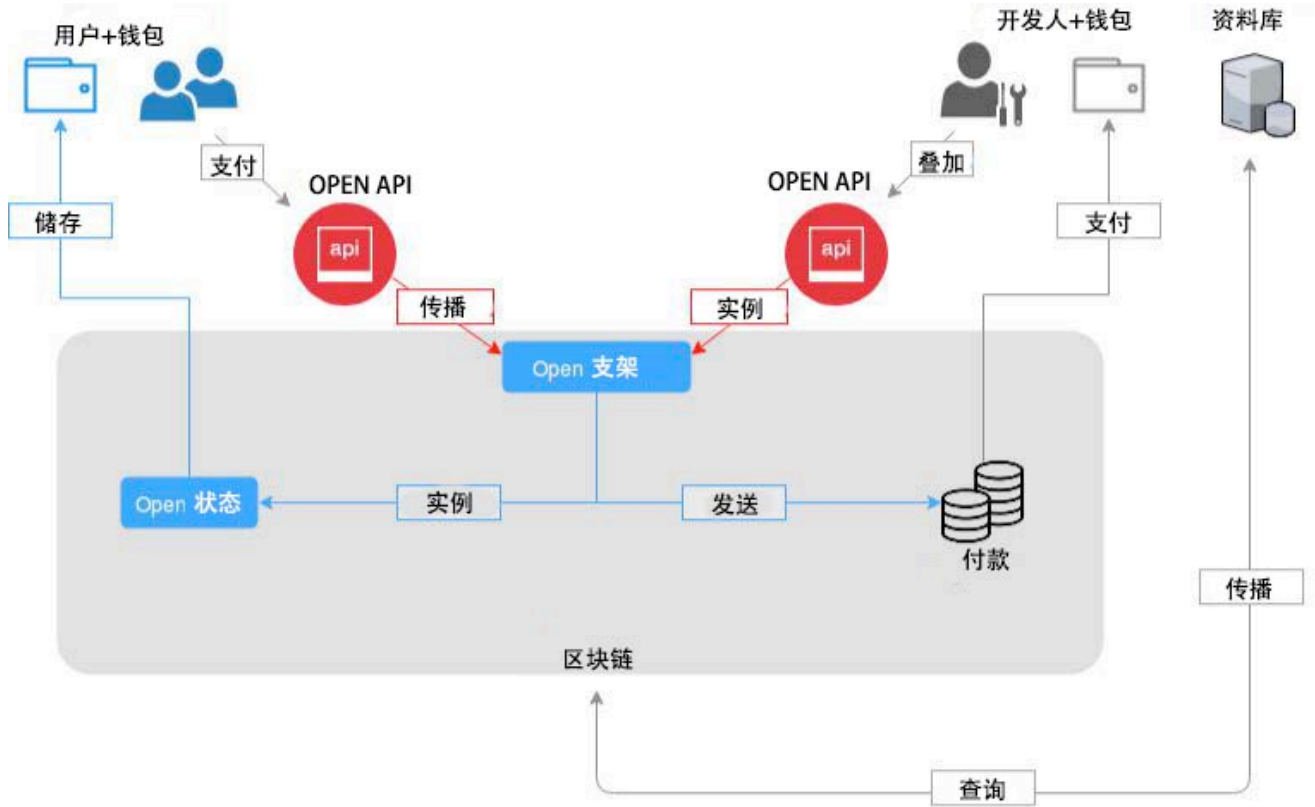 用户+钱包
开发人+钱包
资料库
支付
叠加
OPEN API
OPEN API
储存
支付
api
api
传播
实例
Open 支架
Open 状态
实例
发送
付款
传播
区块链
查询